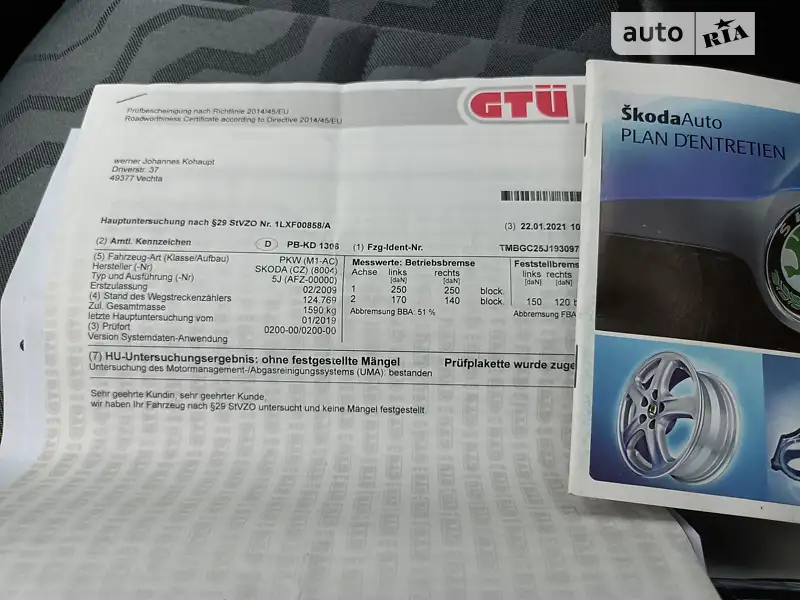 auto RIA
Prüfbescheinigung nach Richtlinie 2014/45/EU
Roadworthiness Certificate according to Directive 2014/45/EU
GTÜ
werner Johannes Kohaupt
Driverstr. 37
49377 Vechta
Hauptuntersuchung nach §29 StVZO Nr. 1LXF00858/A
(3) 22.01.2021 10
(2) Amtl. Kennzeichen D PB-KD 1306 (1) Fzg-Ident-Nr. TMBGC25J193097
(5) Fahrzeug-Art (Klasse/Aufbau) PKW (M1-AC)
Hersteller (-Nr) SKODA (CZ) (8004)
Typ und Ausführung (-Nr) 5J (AFZ-00000)
Erstzulassung 02/2009
(4) Stand des Wegstreckenzählers 124.769
Zul. Gesamtmasse 1590 kg
letzte Hauptuntersuchung vom 01/2019
(3) Prüfort 0200-00/0200-00
Version Systemdaten-Anwendung
Messwerte: Betriebsbremse
Achse links rechts
[daN] [daN]
1 250 250 block.
2 170 140 block.
Abbremsung BBA: 51 %
Feststellbrems
links rechts
[daN] [daN]
150 120 b
Abbremsung FBA
(7) HU-Untersuchungsergebnis: ohne festgestellte Mängel Prüfplakette wurde zuge
Untersuchung des Motormanagement-/Abgasreinigungssystems (UMA): bestanden
Sehr geehrte Kundin, sehr geehrter Kunde,
wir haben Ihr Fahrzeug nach §29 StVZO untersucht und keine Mängel festgestellt.
ŠkodaAuto
PLAN D'ENTRETIEN